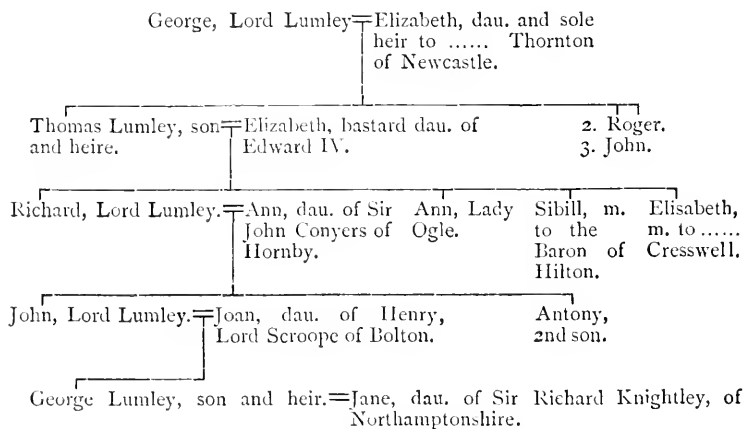 George, Lord Lumley=Elizabeth, dau. and sole
heir to ...... Thornton
of Newcastle.
Thomas Lumley, son=Elizabeth, bastard dau. of
and heire.
Edward IV.
2. Roger.
3. John.
Richard, Lord Lumley.=Ann, dau. of Sir
John Conyers of
Hornby.
Ann, Lady
Ogle.
Sibill, m.
to the
Baron of
Hilton.
Elisabeth,
m. to ......
Cresswell.
John, Lord Lumley.=Joan, dau. of Henry,
Lord Scroope of Bolton.
Antony,
2nd son.
George Lumley, son and heir.=Jane, dau. of Sir Richard Knightley, of
Northamptonshire.